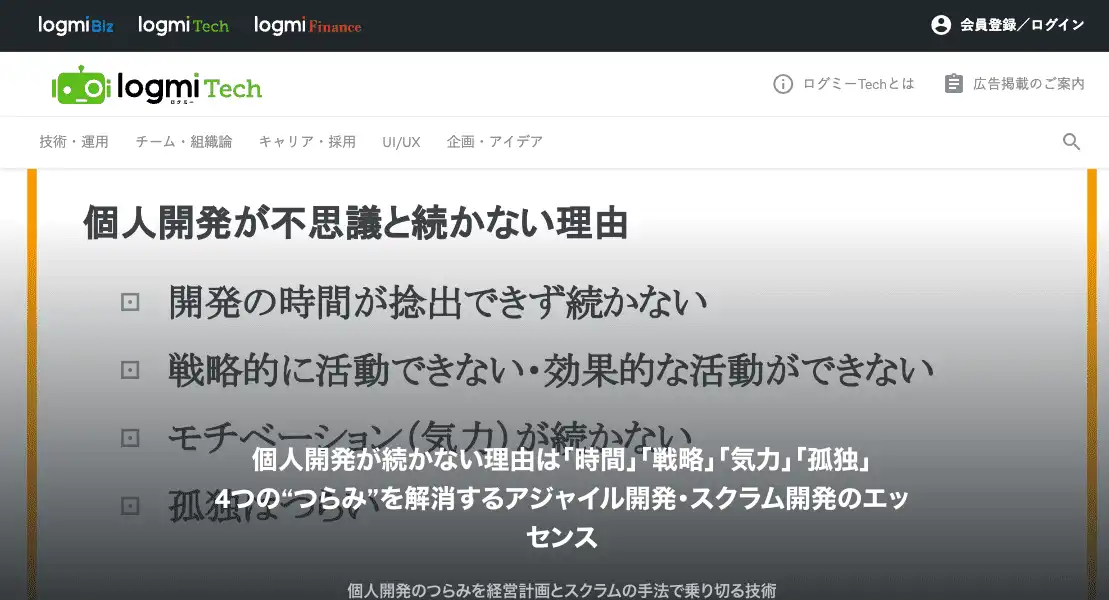 logmi Biz logmi Tech logmi Finance 会員登録／ログイン
logmi Tech ログミー ログミーTechとは 広告掲載のご案内
技術・運用 チーム・組織論 キャリア・採用 UI/UX 企画・アイデア
個人開発が不思議と続かない理由
開発の時間が捻出できず続かない
戦略的に活動できない・効果的な活動ができない
モチベーション（気力）が続かない
個人開発が続かない理由は「時間」「戦略」「気力」「孤独」
4つの“つらみ”を解消するアジャイル開発・スクラム開発のエッ
孤独はつらい
センス
個人開発のつらみを経営計画とスクラムの手法で乗り切る技術